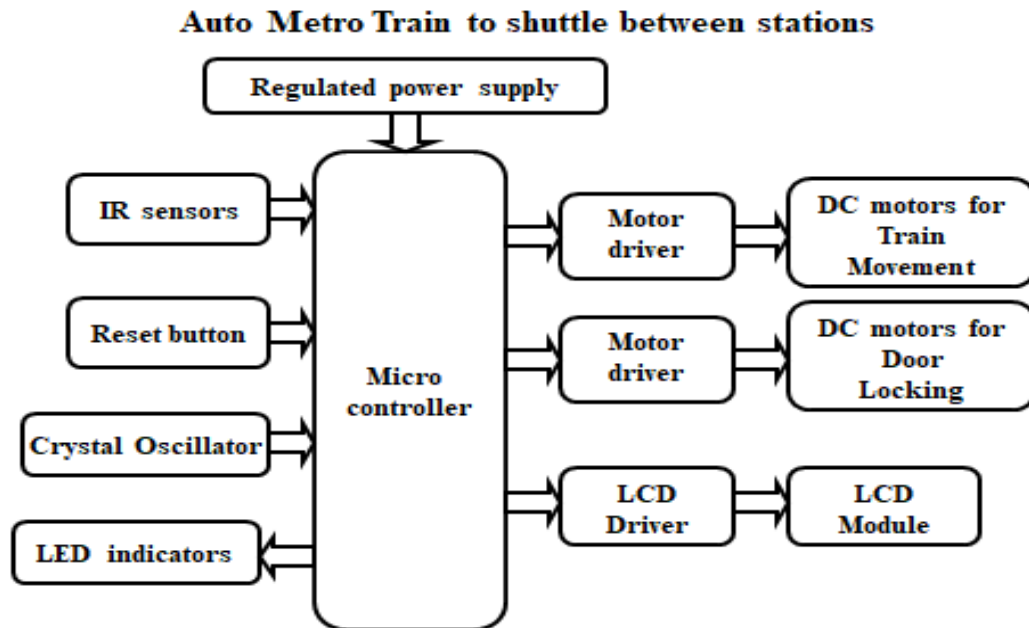 Auto Metro Train to shuttle between stations
Regulated power supply
IR sensors
Reset button
Crystal Oscillator
LED indicators
Micro
controller
Motor
driver
DC motors for
Train
Movement
Motor
driver
DC motors for
Door
Locking
LCD
Driver
LCD
Module